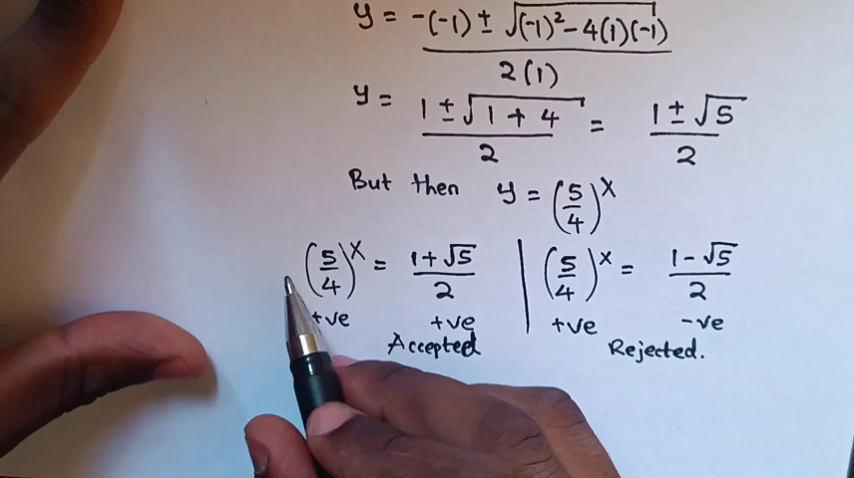 y = -(-1) ± √(-1)² - 4(1)(-1) / 2(1)
y = 1 ± √1 + 4 / 2 = 1 ± √5 / 2
But then y = (5/4)^x
(5/4)^x = 1 + √5 / 2 | (5/4)^x = 1 - √5 / 2
+ve +ve +ve -ve
Accepted Rejected.